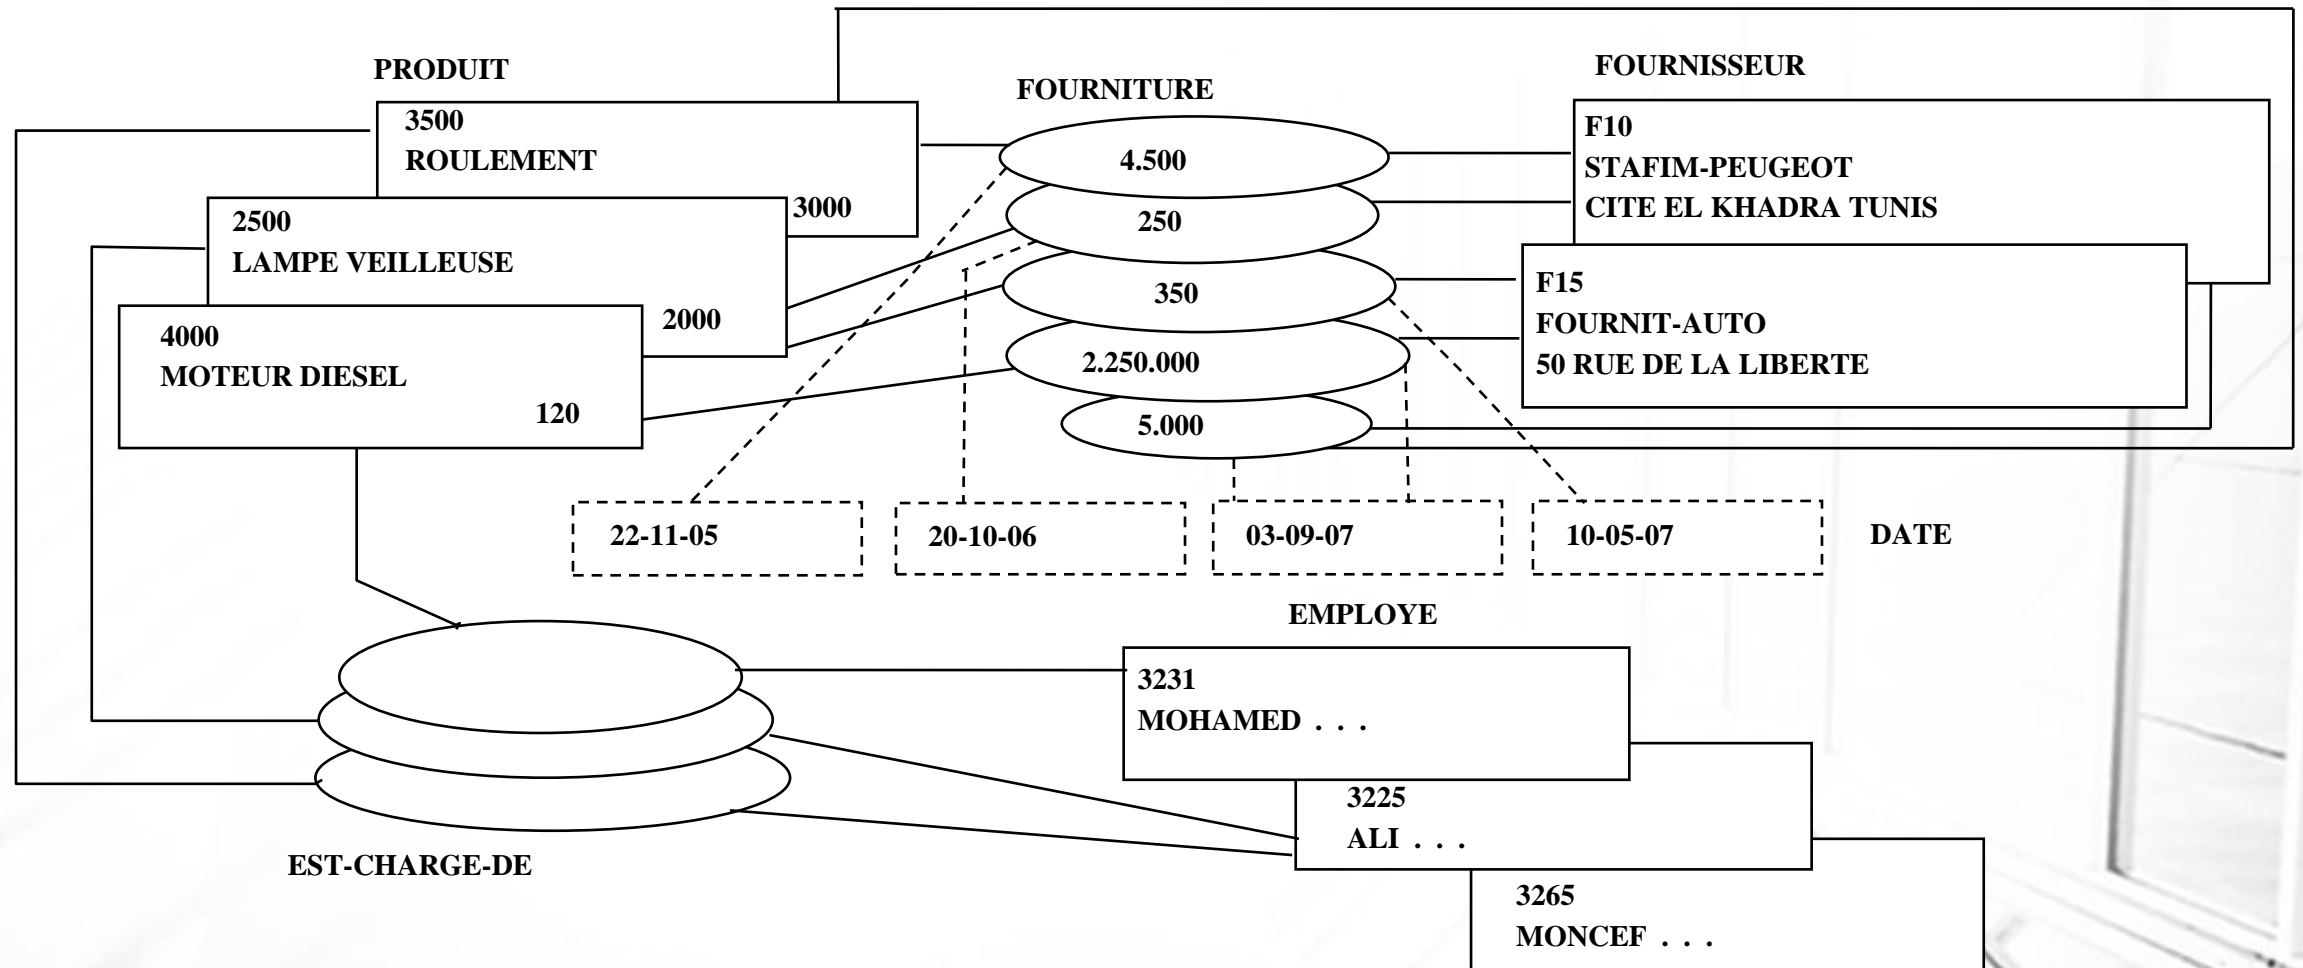 PRODUIT
3500
ROULEMENT
3000
2500
LAMPE VEILLEUSE
2000
4000
MOTEUR DIESEL
120
FOURNITURE
4.500
250
350
2.250.000
5.000
FOURNISSEUR
F10
STAFIM-PEUGEOT
CITE EL KHADRA TUNIS
F15
FOURNIT-AUTO
50 RUE DE LA LIBERTE
22-11-05
20-10-06
03-09-07
10-05-07
DATE
EMPLOYE
3231
MOHAMED . . .
3225
ALI . . .
3265
MONCEF . . .
EST-CHARGE-DE